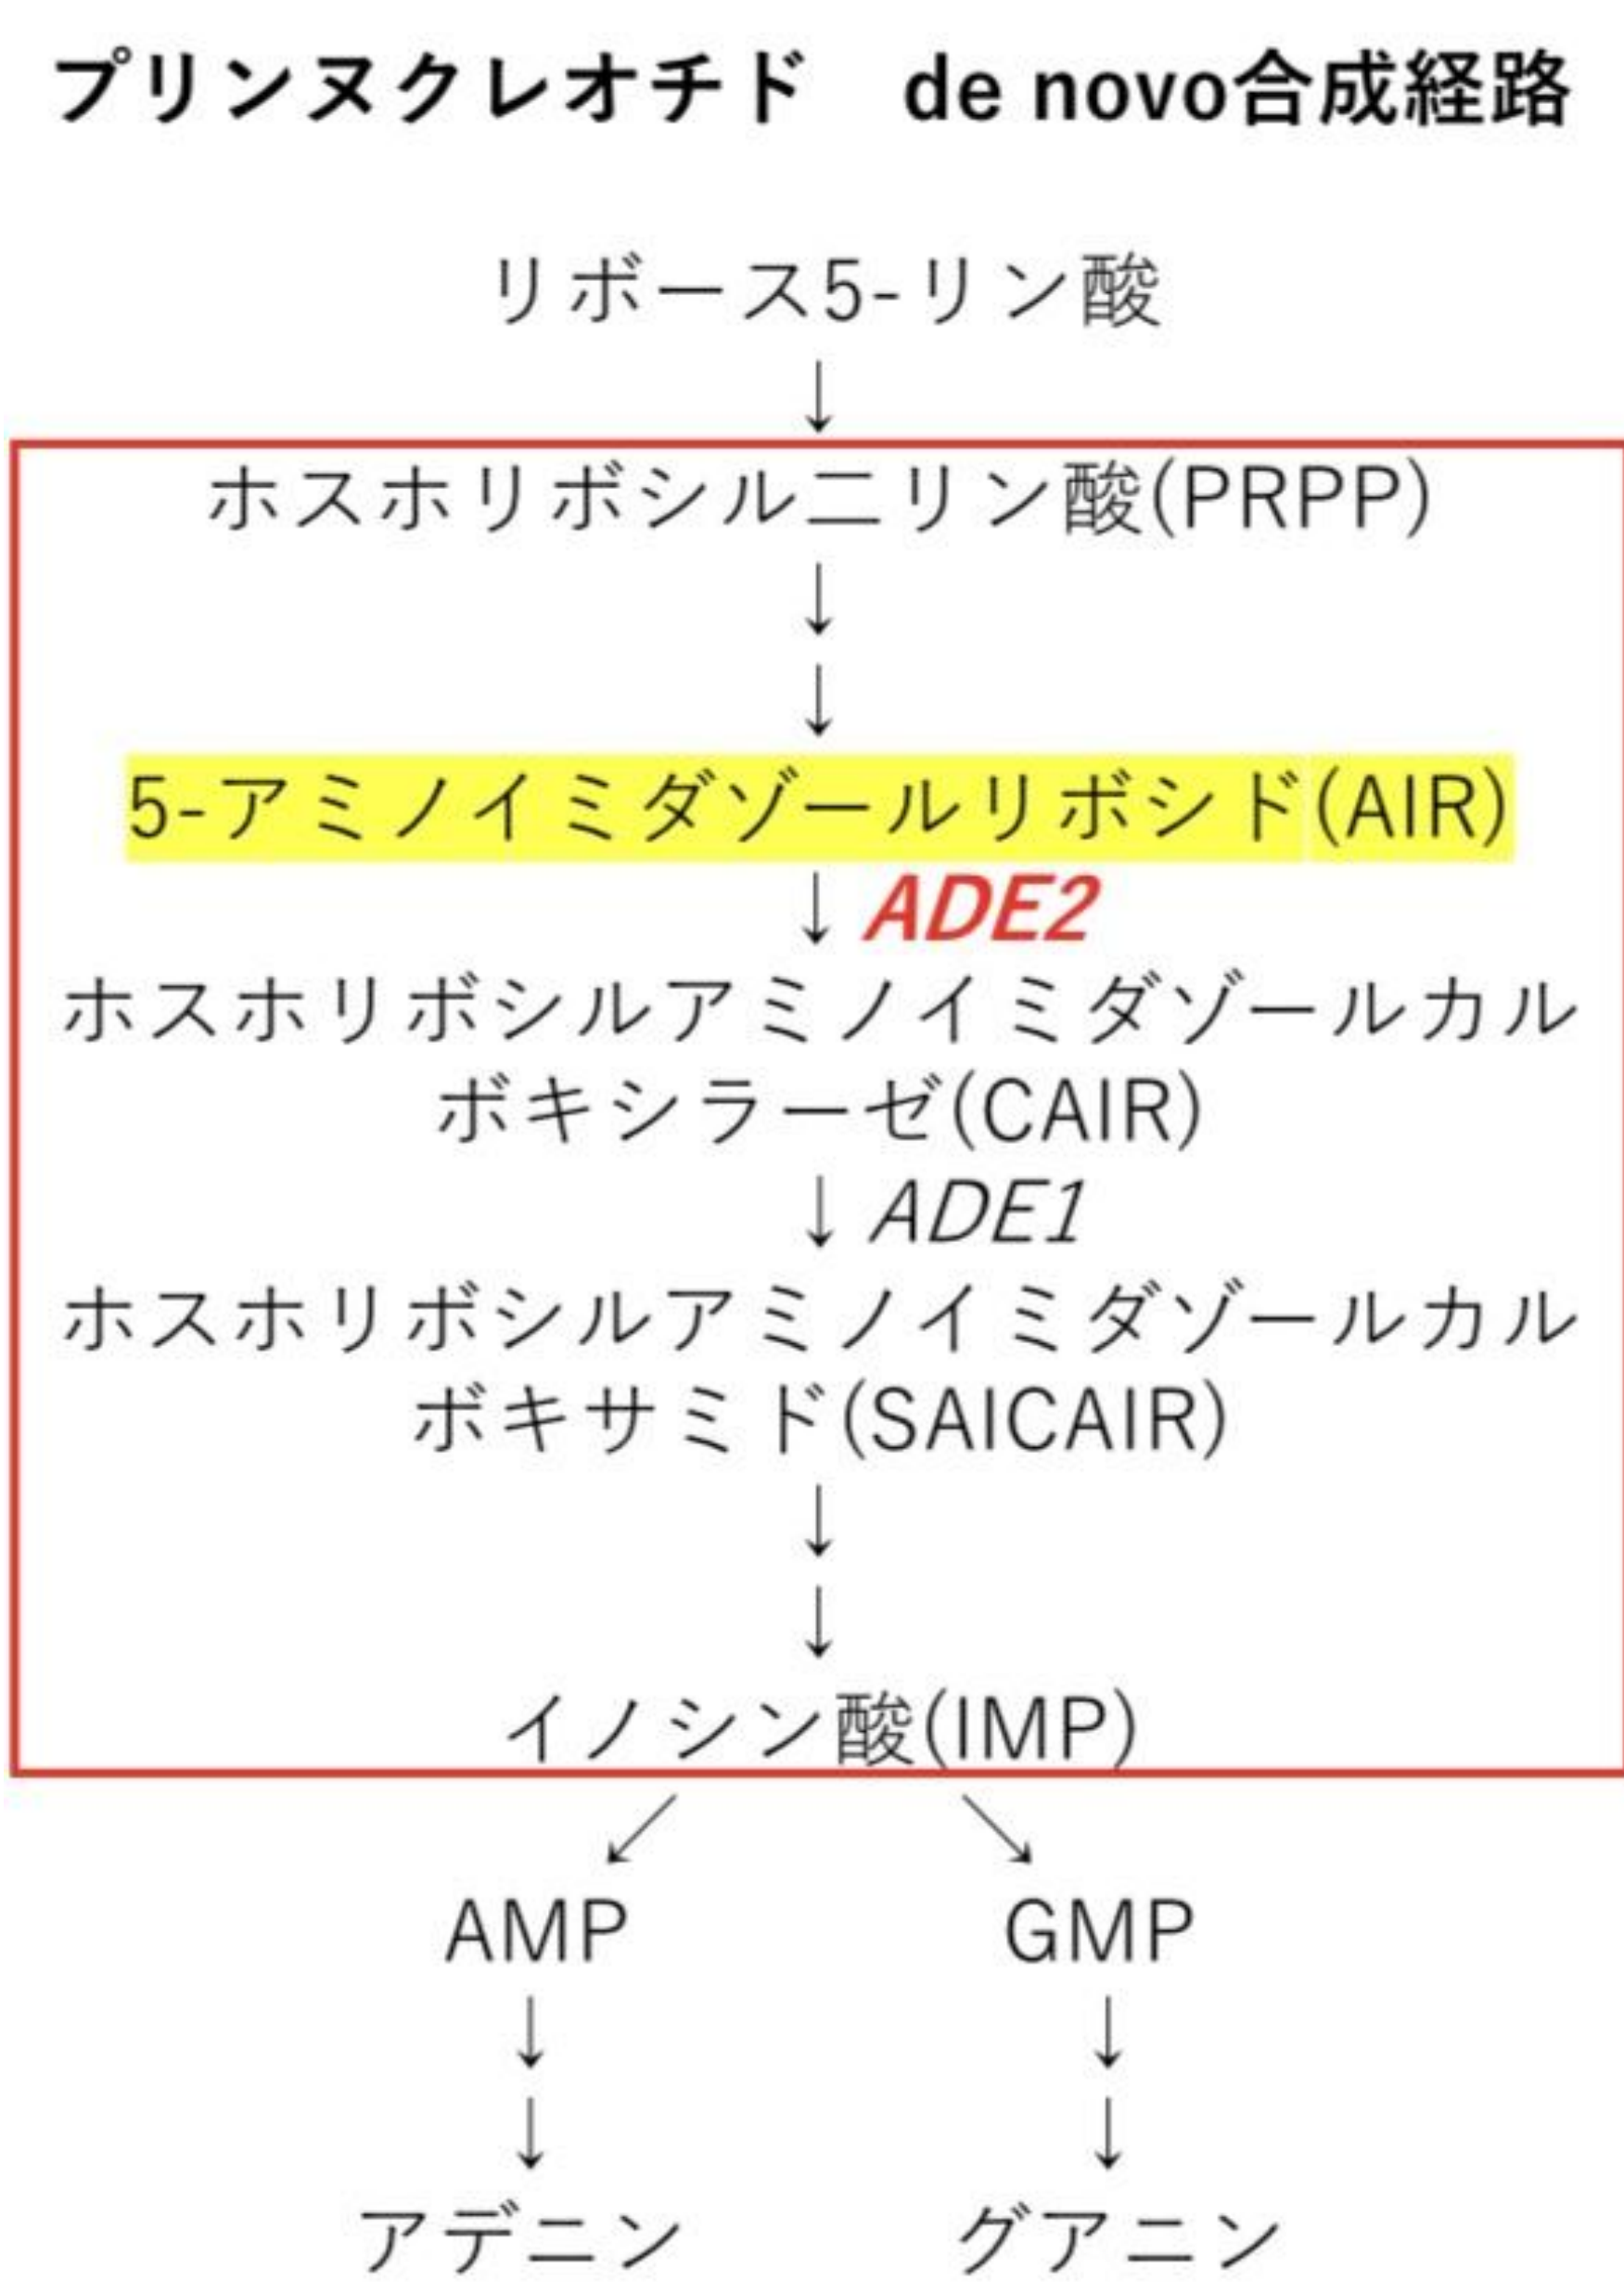 プリンヌクレオチド　de novo合成経路
リボース5-リン酸
↓
ホスホリボシル二リン酸(PRPP)
↓
↓
5-アミノイミダゾールリボシド(AIR)
↓ ADE2
ホスホリボシルアミノイミダゾールカル
ボキシラーゼ(CAIR)
↓ ADE1
ホスホリボシルアミノイミダゾールカル
ボキサミド(SAICAIR)
↓
↓
イノシン酸(IMP)
↙ ↘
AMP GMP
↓ ↓
↓ ↓
アデニン グアニン